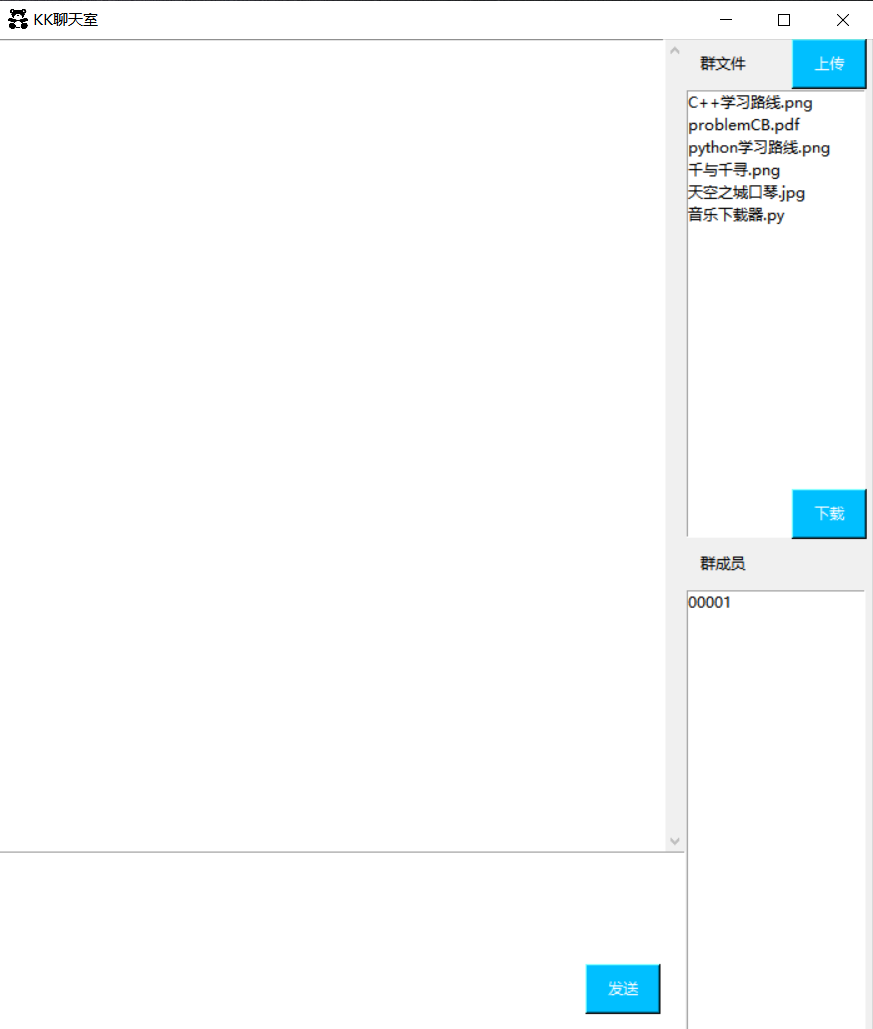 KK聊天室
群文件
上传
C++学习路线.png
problemCB.pdf
python学习路线.png
千与千寻.png
天空之城口琴.jpg
音乐下载器.py
下载
群成员
00001
发送